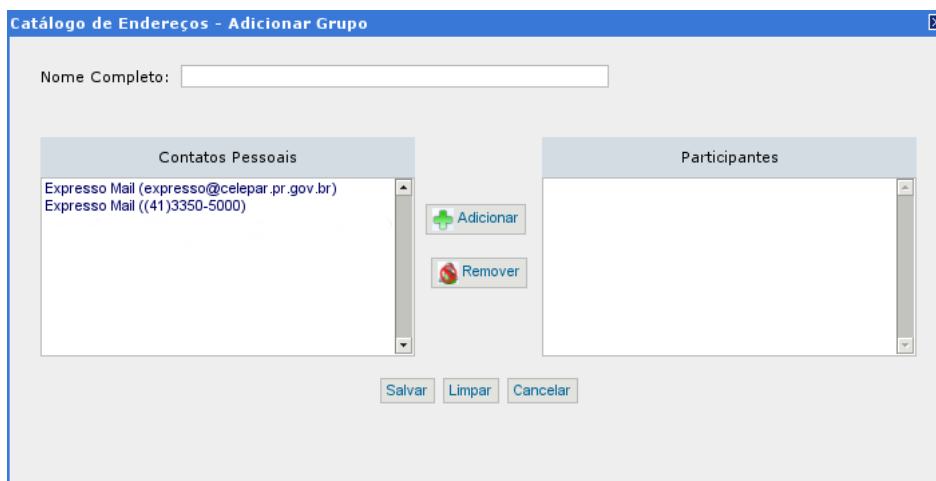 Catálogo de Endereços - Adicionar Grupo
Nome Completo:
Contatos Pessoais
Participantes
Expresso Mail (expresso@celepar.pr.gov.br)
Expresso Mail ((41)3350-5000)
Adicionar
Remover
Salvar Limpar Cancelar